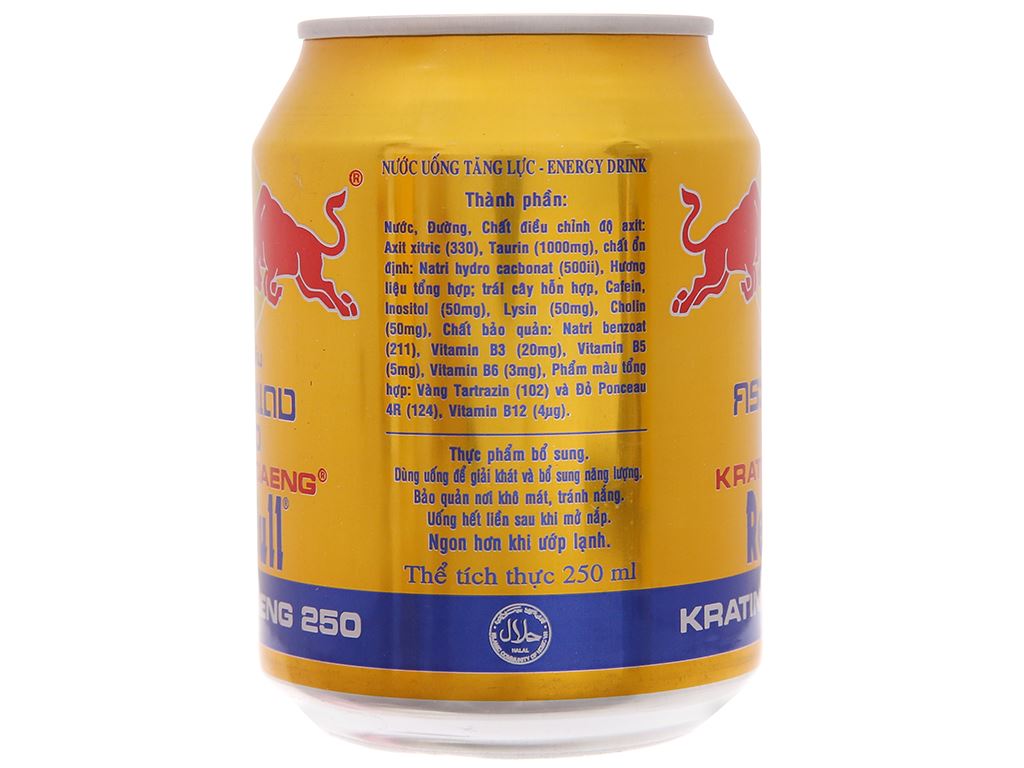 NƯỚC UỐNG TĂNG LỰC - ENERGY DRINK
Thành phần:
Nước, Đường, Chất điều chỉnh độ axit:
Axit xitric (330), Taurin (1000mg), chất ổn
định: Natri hydro cacbonat (500ii), Hương
liệu tổng hợp; trái cây hỗn hợp, Cafein,
Inositol (50mg), Lysin (50mg), Cholin
(50mg), Chất bảo quản: Natri benzoat
(211), Vitamin B3 (20mg), Vitamin B5
(5mg), Vitamin B6 (3mg), Phẩm màu tổng
hợp: Vàng Tartrazin (102) và Đỏ Ponceau
4R (124), Vitamin B12 (4µg).
Thực phẩm bổ sung.
Dùng uống để giải khát và bổ sung năng lượng.
Bảo quản nơi khô mát, tránh nắng.
Uống hết liền sau khi mở nắp.
Ngon hơn khi ướp lạnh.
Thể tích thực 250 ml
®
AENG®
ull®
ENG 250
حلال
HALAL
KRATI
Re
KRATIN